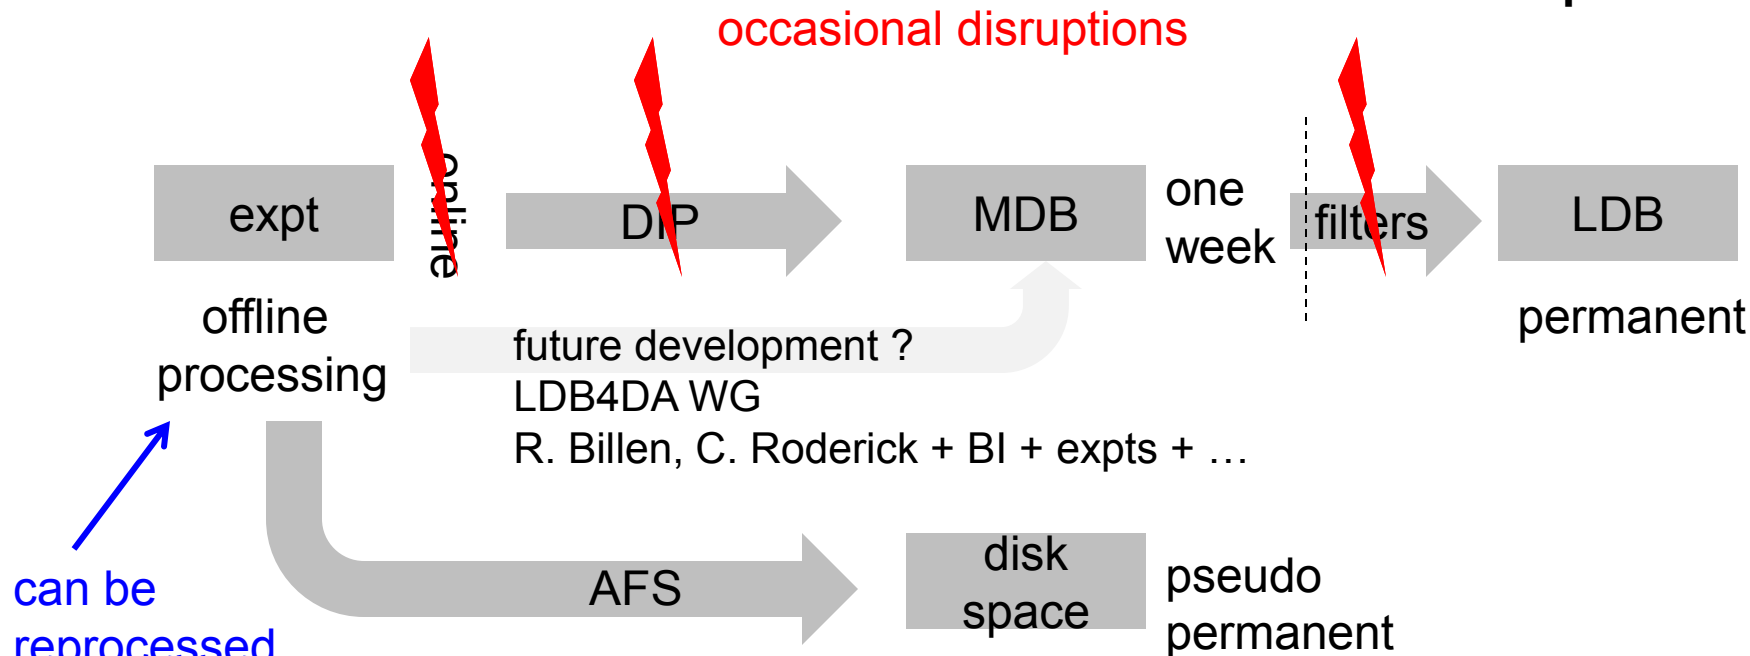 occasional disruptions
expt
online
DIP
MDB
one
week
filters
LDB
offline
processing
permanent
future development ?
LDB4DA WG
R. Billen, C. Roderick + BI + expts + …
can be
reprocessed
AFS
disk
space
pseudo
permanent